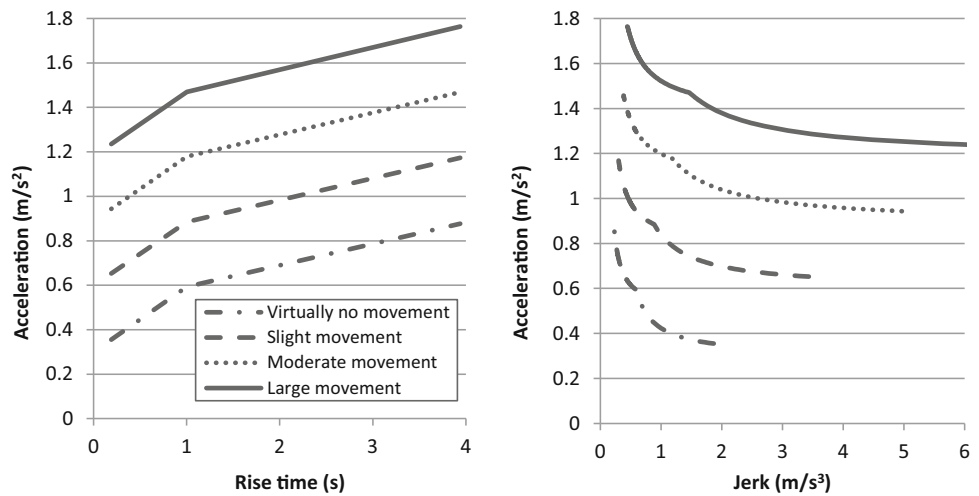 1.8
1.6
1.4
1.2
1
0.8
0.6
0.4
0.2
0
Acceleration (m/s²)
0 1 2 3 4
Rise time (s)
Virtually no movement
Slight movement
Moderate movement
Large movement
1.8
1.6
1.4
1.2
1
0.8
0.6
0.4
0.2
0
Acceleration (m/s²)
0 1 2 3 4 5 6
Jerk (m/s³)